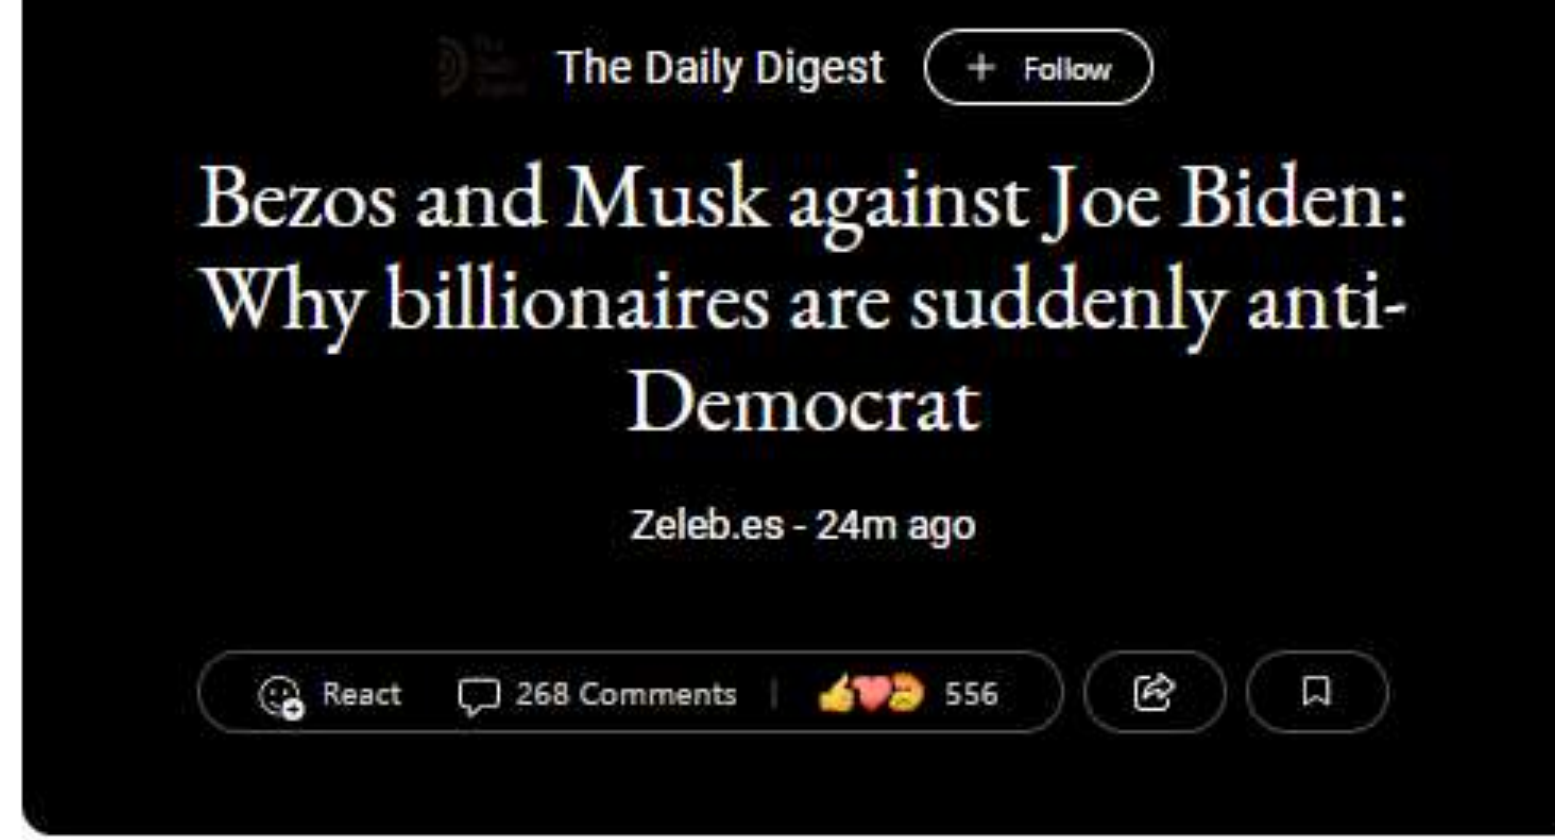 The Daily Digest
+ Follow
Bezos and Musk against Joe Biden:
Why billionaires are suddenly anti-
Democrat
Zeleb.es - 24m ago
React 268 Comments | 556